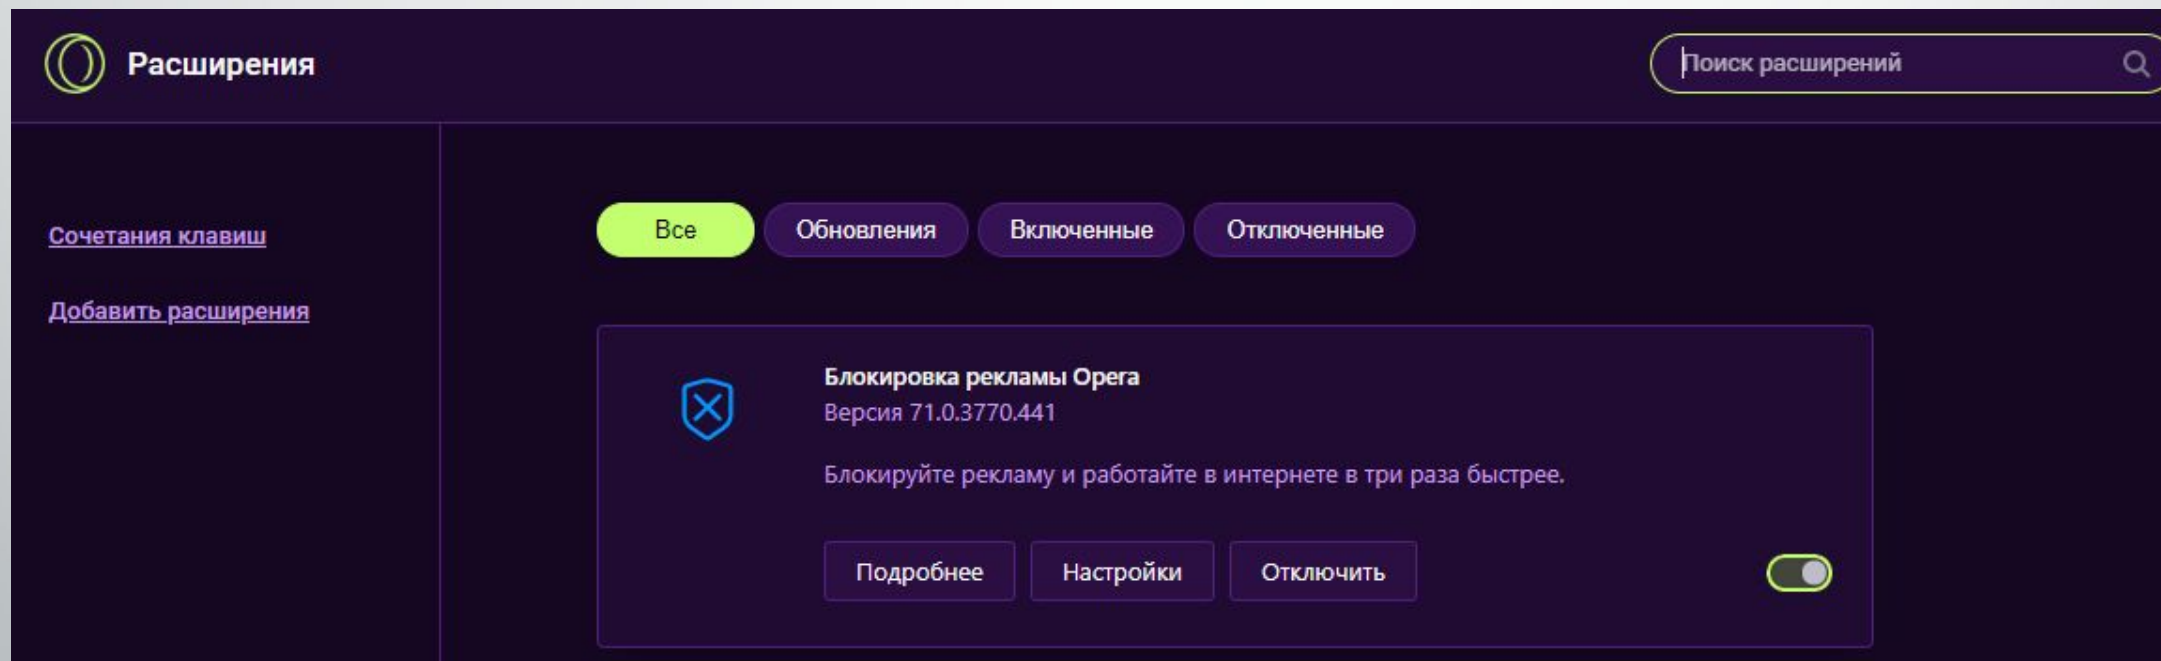 Расширения
Поиск расширений
Сочетания клавиш
Добавить расширения
Все Обновления Включенные Отключенные
Блокировка рекламы Opera
Версия 71.0.3770.441
Блокируйте рекламу и работайте в интернете в три раза быстрее.
Подробнее Настройки Отключить